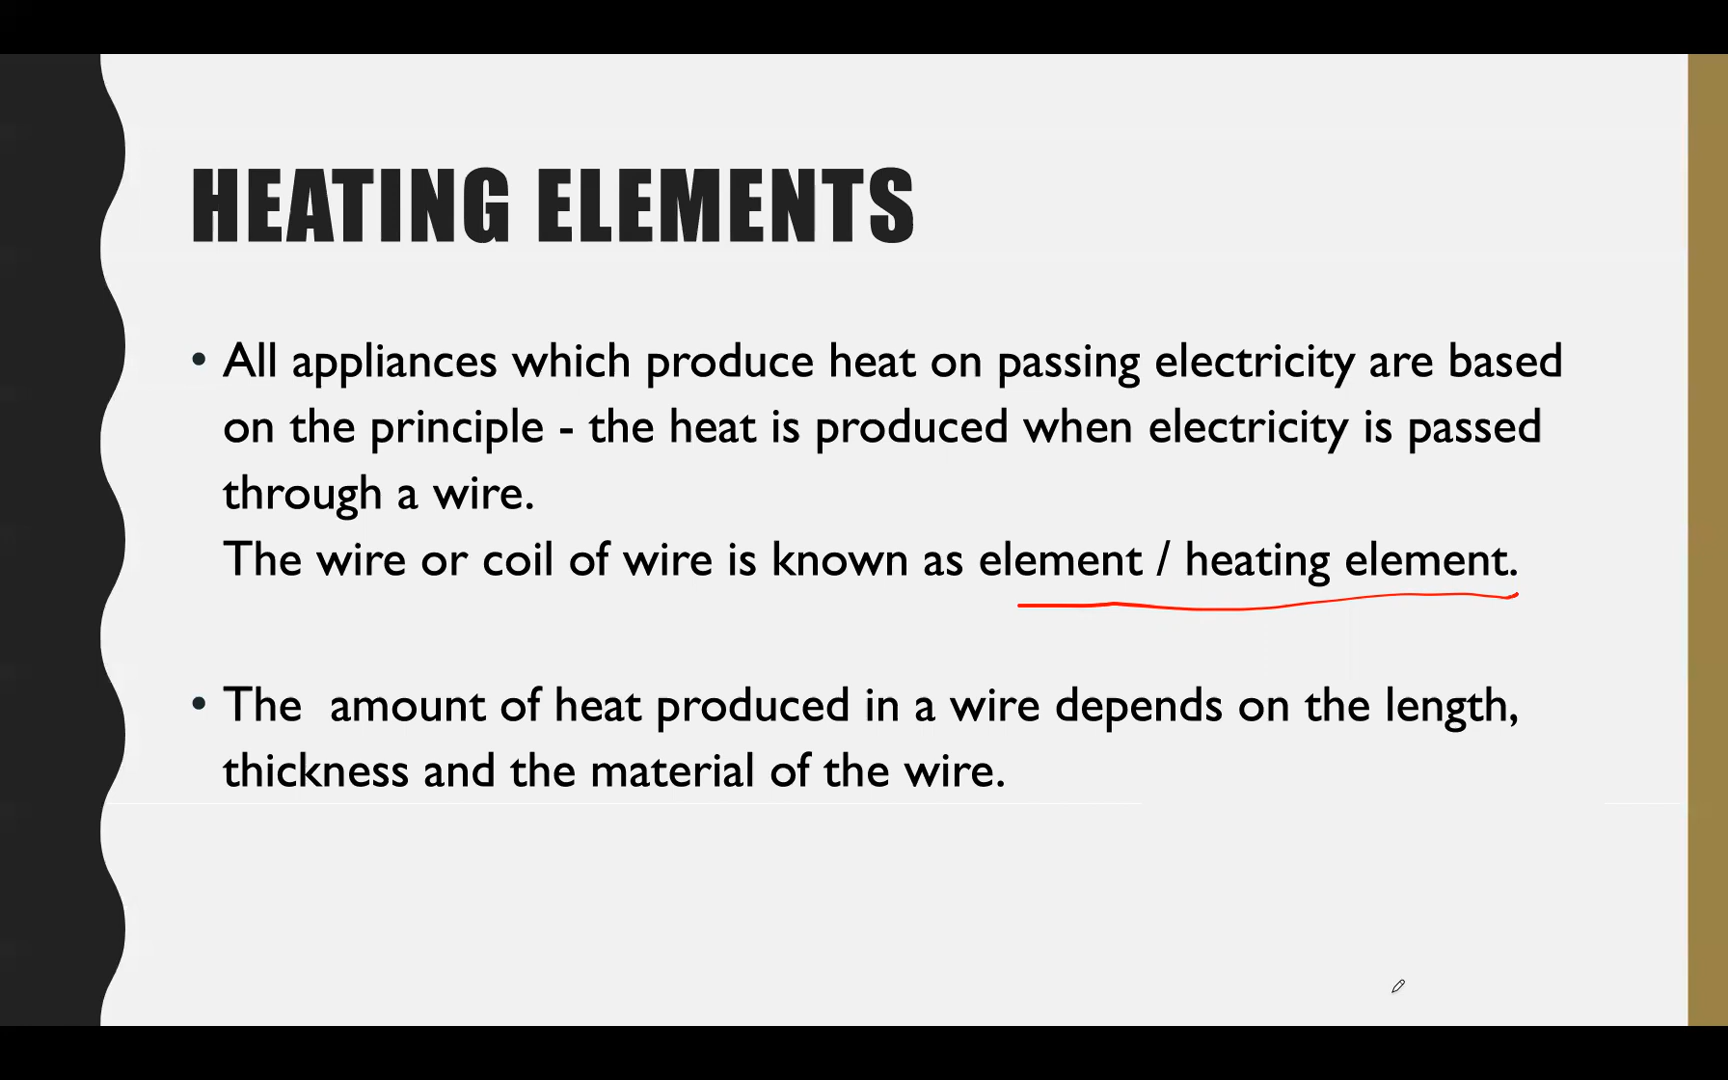 HEATING ELEMENTS
• All appliances which produce heat on passing electricity are based
on the principle - the heat is produced when electricity is passed
through a wire.
The wire or coil of wire is known as element / heating element.
• The  amount of heat produced in a wire depends on the length,
thickness and the material of the wire.